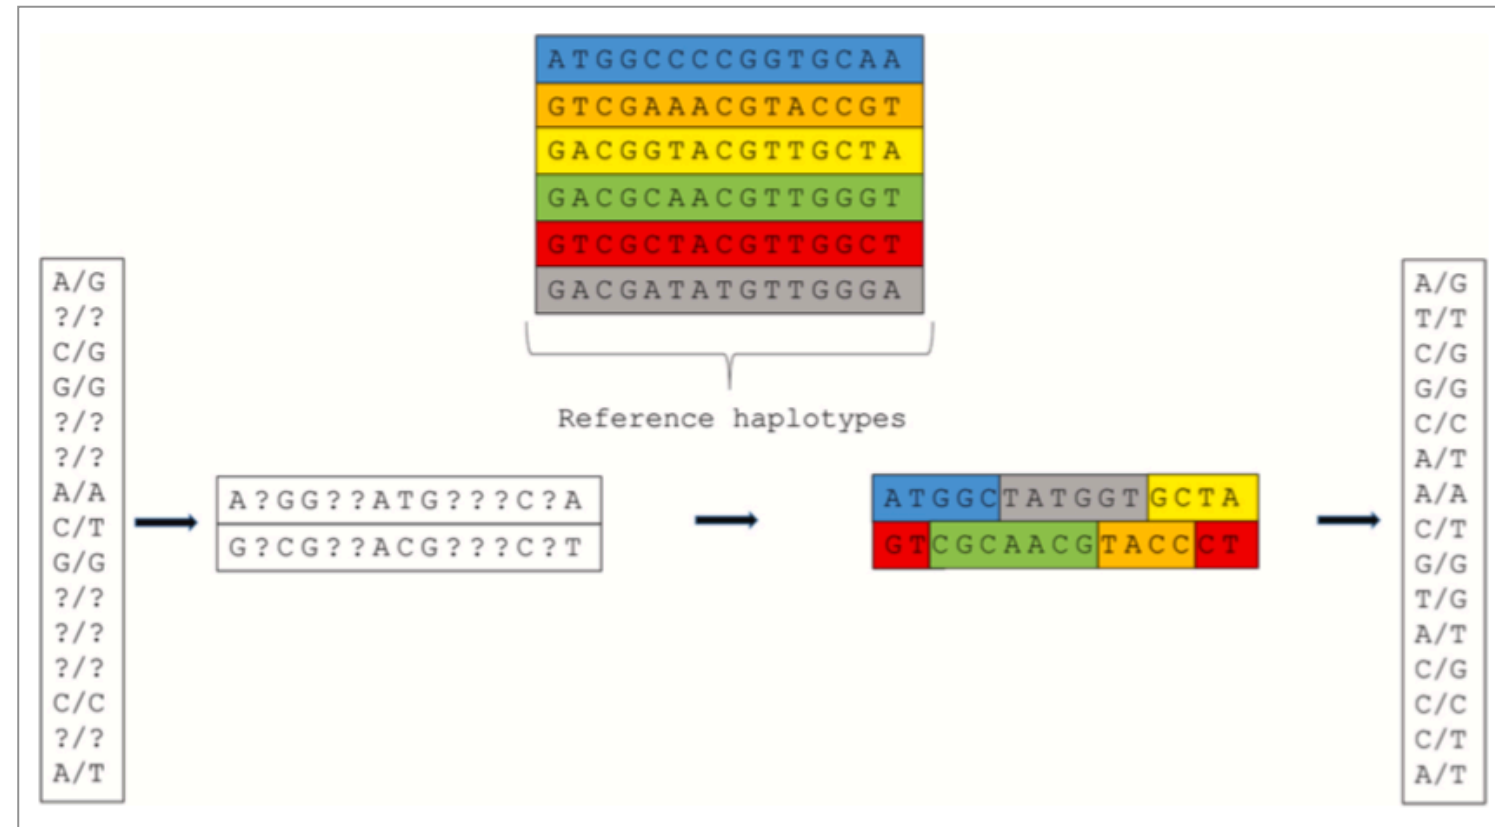 ATGGCCCCGGTGCAA
GTCGAAACGTACCGT
GACGGTACGTTGCTA
GACGCAACGTTGGGT
GTCGCTACGTTGGCT
GACGATATGTTGGGA
Reference haplotypes
A/G
?/?
C/G
G/G
?/?
?/?
A/A
C/T
G/G
?/?
?/?
?/?
C/C
?/?
A/T
A?GG??ATG???C?A
G?CG??ACG???C?T
ATGGCTATGGTGCTA
GTCGCAACGTACCCT
A/G
T/T
C/G
G/G
C/C
A/T
A/A
C/T
G/G
T/G
A/T
C/G
C/C
C/T
A/T